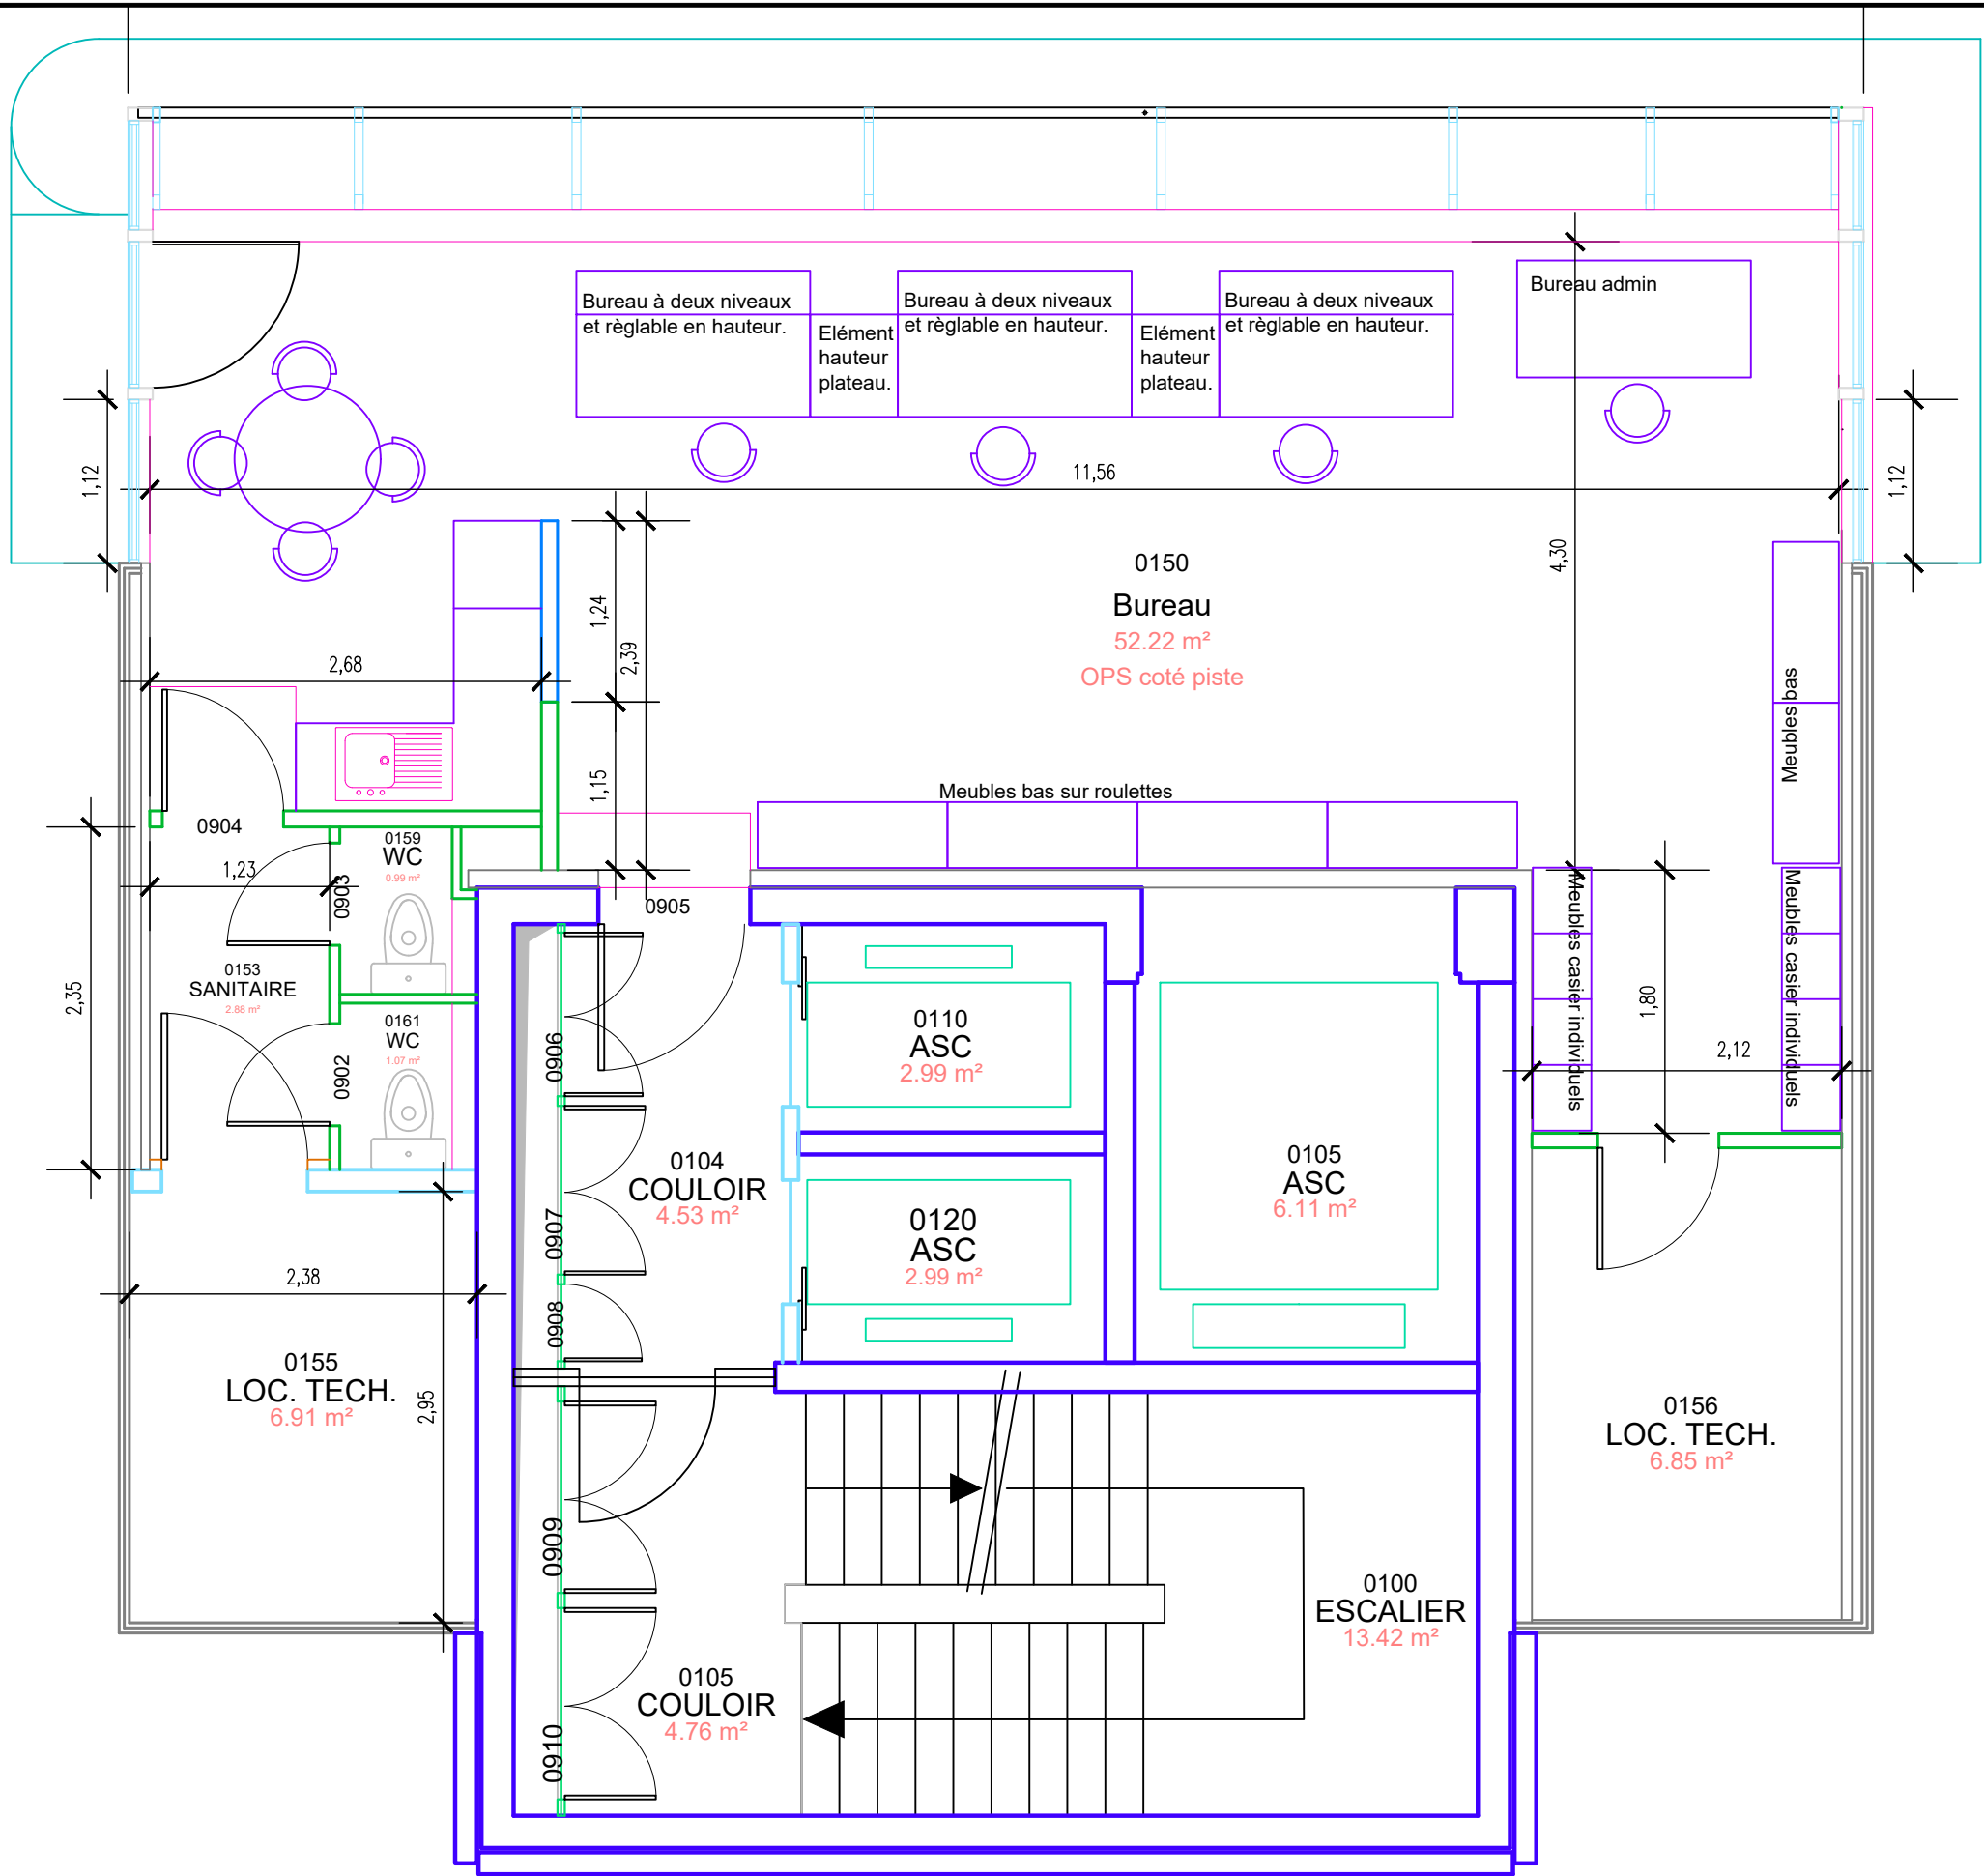 Bureau à deux niveaux
et règlable en hauteur.
Elément
hauteur
plateau.
Bureau à deux niveaux
et règlable en hauteur.
Elément
hauteur
plateau.
Bureau à deux niveaux
et règlable en hauteur.
Bureau admin
1,12
11,56
1,12
4,30
0150
Bureau
52.22 m²
OPS coté piste
1,24
2,39
2,68
1,15
Meubles bas
Meubles bas sur roulettes
0904
1,23
0903
0159
WC
0.99 m²
0905
Meubles casier individuels
Meubles casier individuels
2,35
0153
SANITAIRE
2.88 m²
0161
WC
1.07 m²
0902
0906
0110
ASC
2.99 m²
1,80
2,12
0104
COULOIR
4.53 m²
0105
ASC
6.11 m²
0907
0120
ASC
2.99 m²
2,38
0908
0155
LOC. TECH.
6.91 m²
2,95
0156
LOC. TECH.
6.85 m²
0909
0100
ESCALIER
13.42 m²
0105
COULOIR
4.76 m²
0910